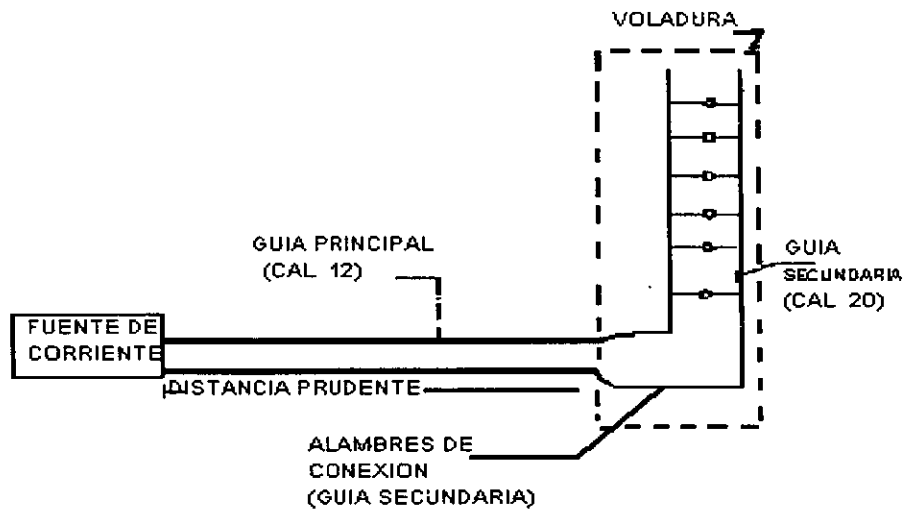 VOLADURA
GUIA PRINCIPAL
(CAL 12)
GUIA
SECUNDARIA
(CAL 20)
FUENTE DE
CORRIENTE
DISTANCIA PRUDENTE
ALAMBRES DE
CONEXION
(GUIA SECUNDARIA)